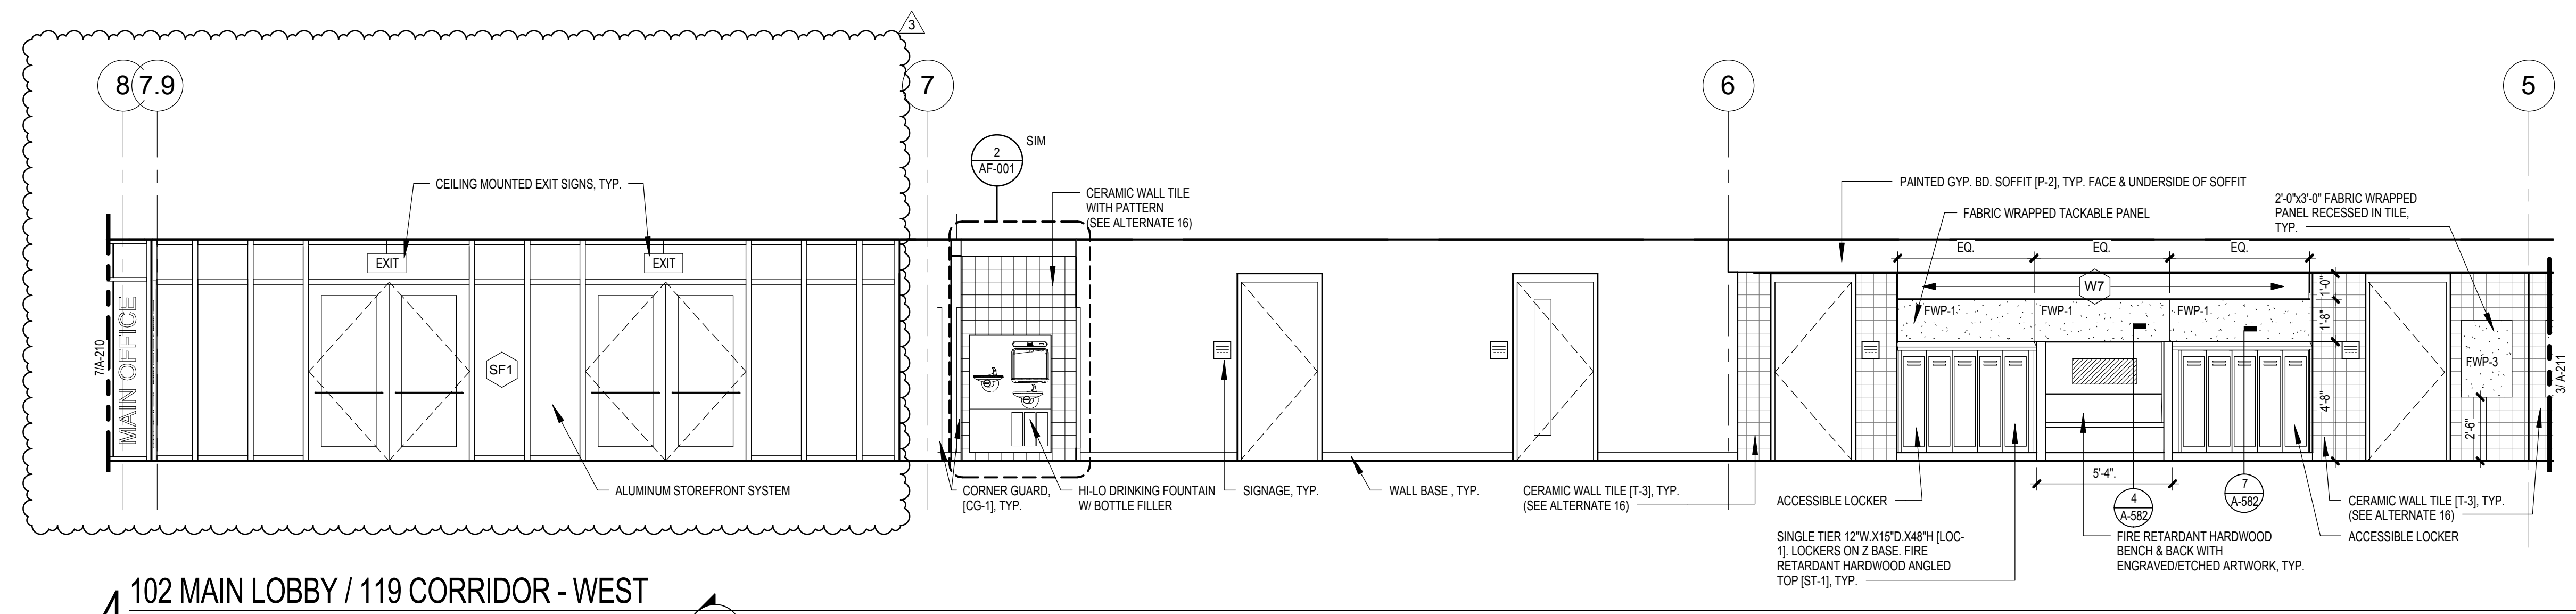 3
8
7.9
7
6
5
2
AF-001
SIM
CEILING MOUNTED EXIT SIGNS, TYP.
CERAMIC WALL TILE
WITH PATTERN
(SEE ALTERNATE 16)
PAINTED GYP. BD. SOFFIT [P-2], TYP. FACE & UNDERSIDE OF SOFFIT
FABRIC WRAPPED TACKABLE PANEL
2'-0"x3'-0" FABRIC WRAPPED
PANEL RECESSED IN TILE,
TYP.
EQ.
EQ.
EQ.
EXIT
EXIT
W7
1'-0"
FWP-1
FWP-1
FWP-1
1'-8"
7/A-210
MAIN OFFICE
SF1
FWP-3
3/ A-211
4'-8"
2'-6"
5'-4".
ALUMINUM STOREFRONT SYSTEM
CORNER GUARD,
[CG-1], TYP.
HI-LO DRINKING FOUNTAIN
W/ BOTTLE FILLER
SIGNAGE, TYP.
WALL BASE , TYP.
CERAMIC WALL TILE [T-3], TYP.
(SEE ALTERNATE 16)
ACCESSIBLE LOCKER
SINGLE TIER 12"W.X15"D.X48"H [LOC-
1]. LOCKERS ON Z BASE. FIRE
RETARDANT HARDWOOD ANGLED
TOP [ST-1], TYP.
4
A-582
7
A-582
FIRE RETARDANT HARDWOOD
BENCH & BACK WITH
ENGRAVED/ETCHED ARTWORK, TYP.
CERAMIC WALL TILE [T-3], TYP.
(SEE ALTERNATE 16)
ACCESSIBLE LOCKER
4
102 MAIN LOBBY / 119 CORRIDOR - WEST